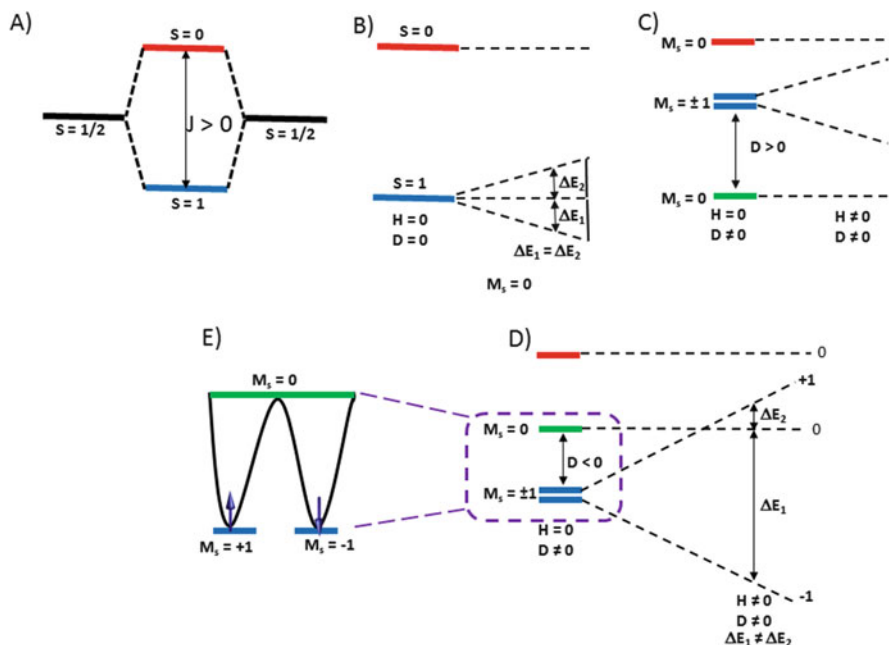 A)
S = 0
S = 1/2
J > 0
S = 1/2
S = 1
B)
S = 0
S = 1
H = 0
D = 0
ΔE₂
ΔE₁
ΔE₁ = ΔE₂
Mₛ = 0
C)
Mₛ = 0
Mₛ = ± 1
D > 0
Mₛ = 0
H = 0
D ≠ 0
H ≠ 0
D ≠ 0
E)
Mₛ = 0
Mₛ = +1
Mₛ = -1
D)
0
+1
ΔE₂
Mₛ = 0
0
D < 0
Mₛ = ±1
ΔE₁
H = 0
D ≠ 0
-1
H ≠ 0
D ≠ 0
ΔE₁ ≠ ΔE₂